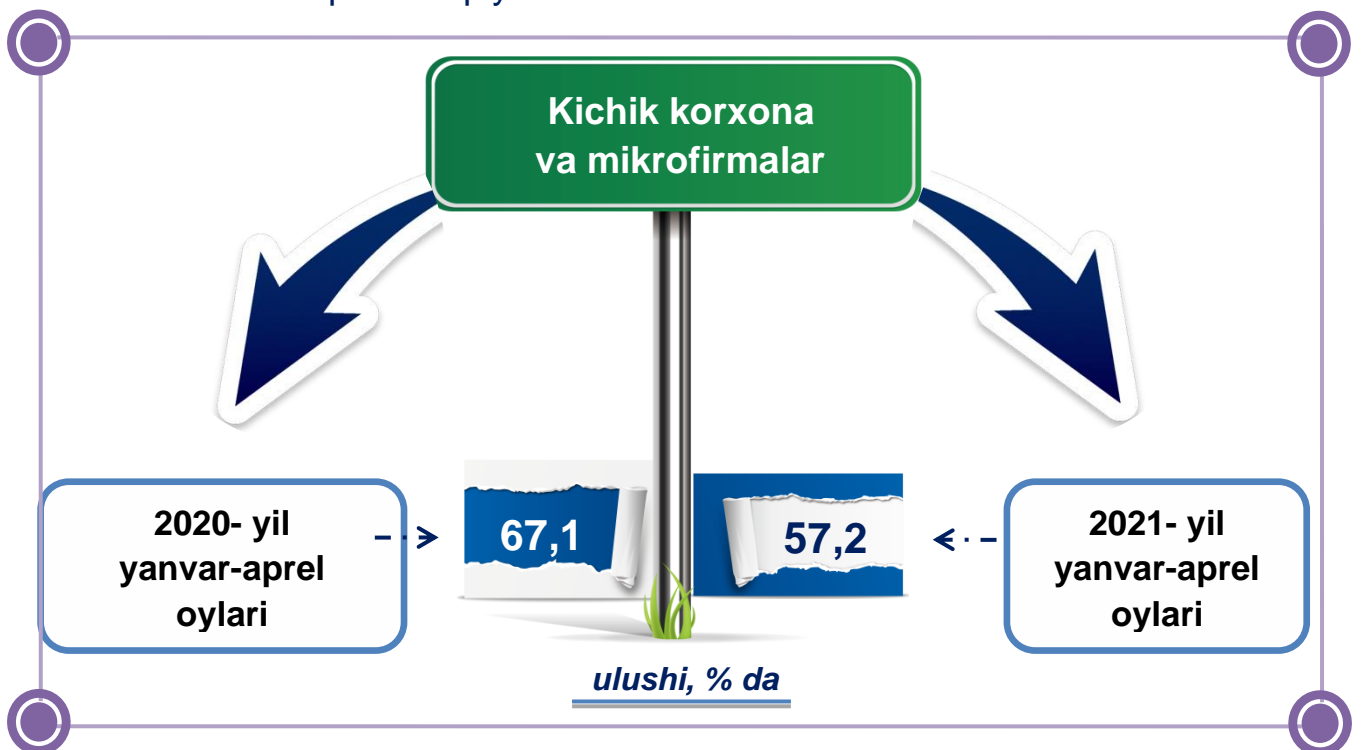 Kichik korxona
va mikrofirmalar
2020- yil
yanvar-aprel
oylari
67,1
57,2
2021- yil
yanvar-aprel
oylari
ulushi, % da